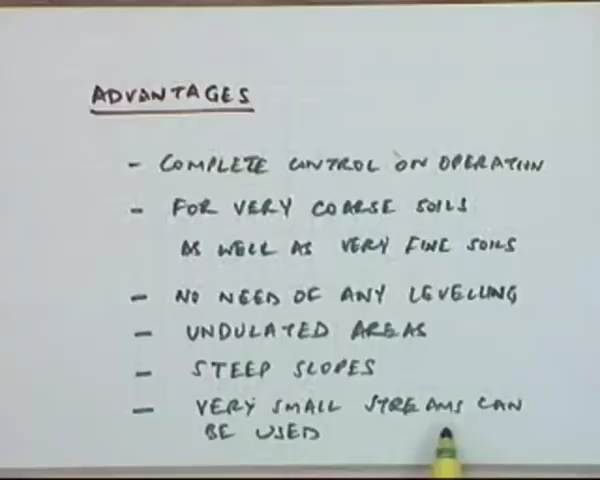 ADVANTAGES
- COMPLETE CONTROL ON OPERATION
- FOR VERY COARSE SOILS
AS WELL AS VERY FINE SOILS
- NO NEED OF ANY LEVELLING
- UNDULATED AREAS
- STEEP SLOPES
- VERY SMALL STREAMS CAN
BE USED